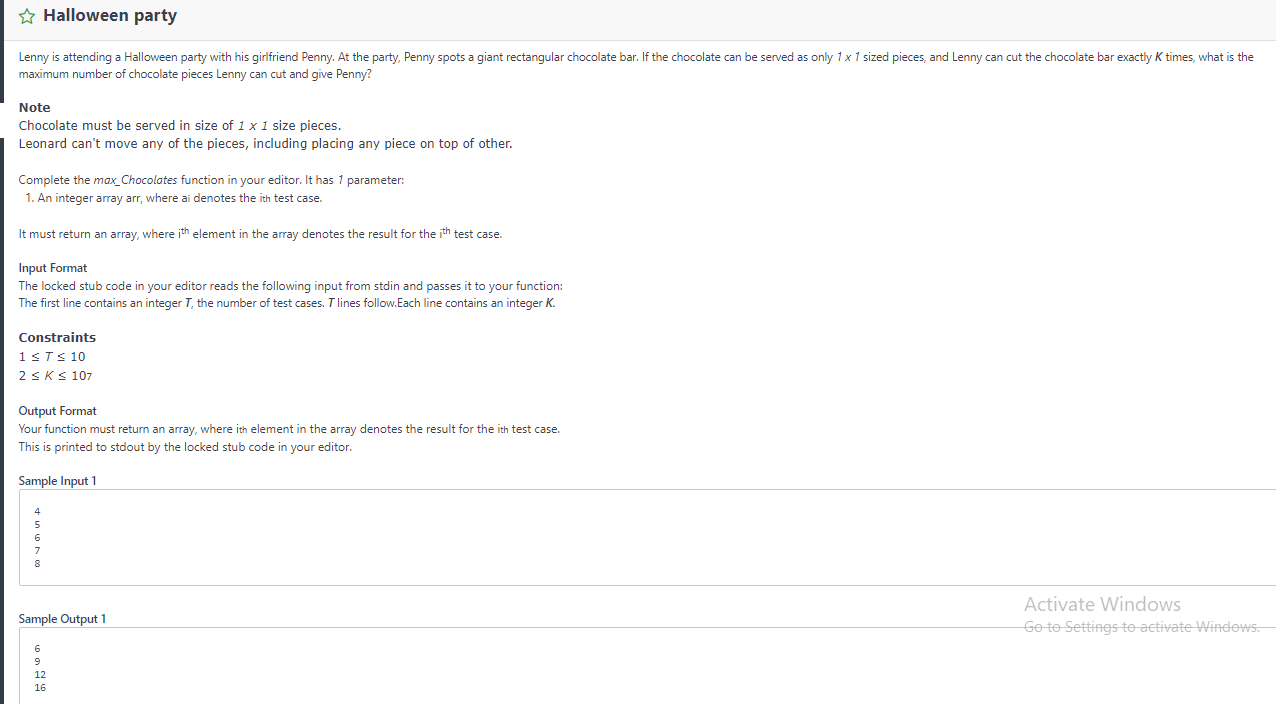 Halloween party
Lenny is attending a Halloween party with his girlfriend Penny. At the party, Penny spots a giant rectangular chocolate bar. If the chocolate can be served as only 1 x 1 sized pieces, and Lenny can cut the chocolate bar exactly K times, what is the
maximum number of chocolate pieces Lenny can cut and give Penny?
Note
Chocolate must be served in size of 1 x 1 size pieces.
Leonard can't move any of the pieces, including placing any piece on top of other.
Complete the max_Chocolates function in your editor. It has 1 parameter:
1. An integer array arr, where ai denotes the ith test case.
It must return an array, where ith element in the array denotes the result for the ith test case.
Input Format
The locked stub code in your editor reads the following input from stdin and passes it to your function:
The first line contains an integer T, the number of test cases. T lines follow.Each line contains an integer K.
Constraints
1 ≤ T ≤ 10
2 ≤ K ≤ 107
Output Format
Your function must return an array, where ith element in the array denotes the result for the ith test case.
This is printed to stdout by the locked stub code in your editor.
Sample Input 1
4
5
6
7
8
Sample Output 1
6
9
12
16
Activate Windows
Go to Settings to activate Windows.